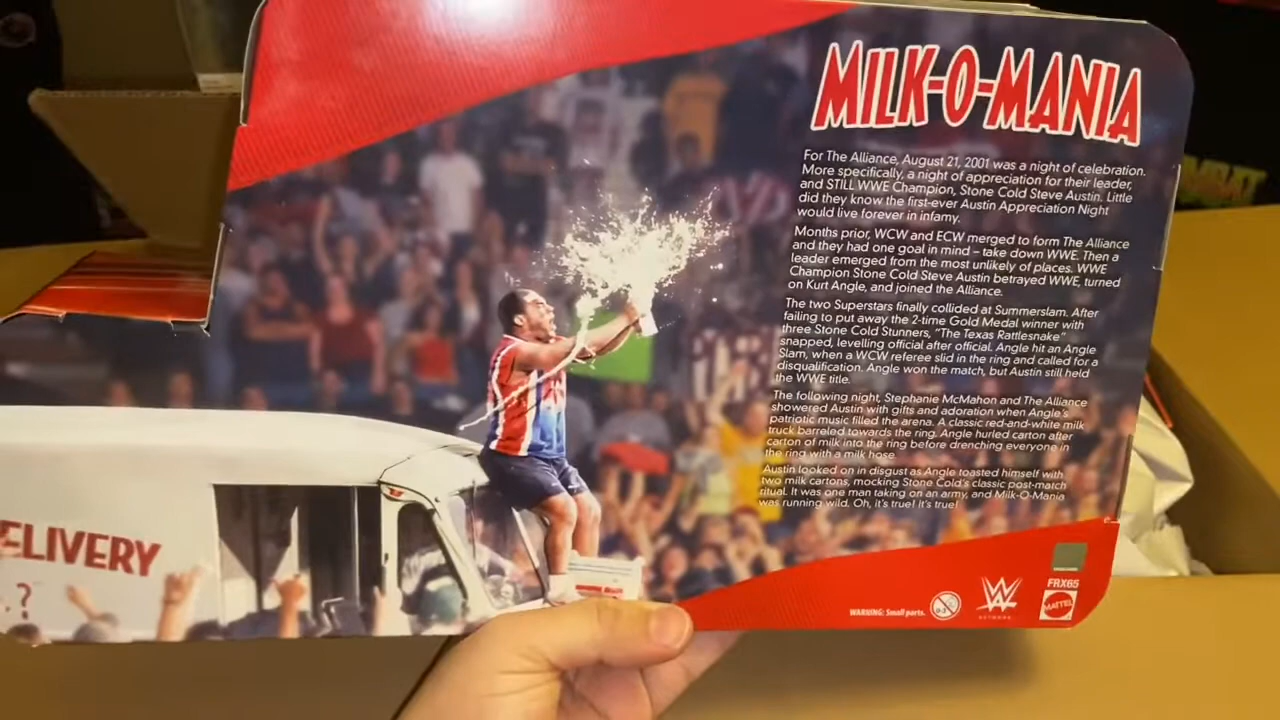 MILK-O-MANIA
For The Alliance, August 21, 2001 was a night of celebration.
More specifically, a night of appreciation for their leader,
and STILL WWE Champion, Stone Cold Steve Austin. Little
did they know the first-ever Austin Appreciation Night
would live forever in infamy.
Months prior, WCW and ECW merged to form The Alliance
and they had one goal in mind – take down WWE. Then a
leader emerged from the most unlikely of places. WWE
Champion Stone Cold Steve Austin betrayed WWE, turned
on Kurt Angle, and joined the Alliance.
The two Superstars finally collided at Summerslam. After
failing to put away the 2-time Gold Medal winner with
three Stone Cold Stunners, "The Texas Rattlesnake"
snapped, levelling official after official. Angle hit an Angle
Slam, when a WCW referee slid in the ring and called for a
disqualification. Angle won the match, but Austin still held
the WWE title.
The following night, Stephanie McMahon and The Alliance
showered Austin with gifts and adoration when Angle's
patriotic music filled the arena. A classic red-and-white milk
truck barreled towards the ring. Angle hurled carton after
carton of milk into the ring before drenching everyone in
the ring with a milk hose.
Austin looked on in disgust as Angle toasted himself with
two milk cartons, mocking Stone Cold's classic post-match
ritual. It was one man taking on an army, and Milk-O-Mania
was running wild. Oh, it's true! It's true!
ELIVERY
?
WARNING: Small parts.
0-3
W
NETWORK
FRX65
MATTEL